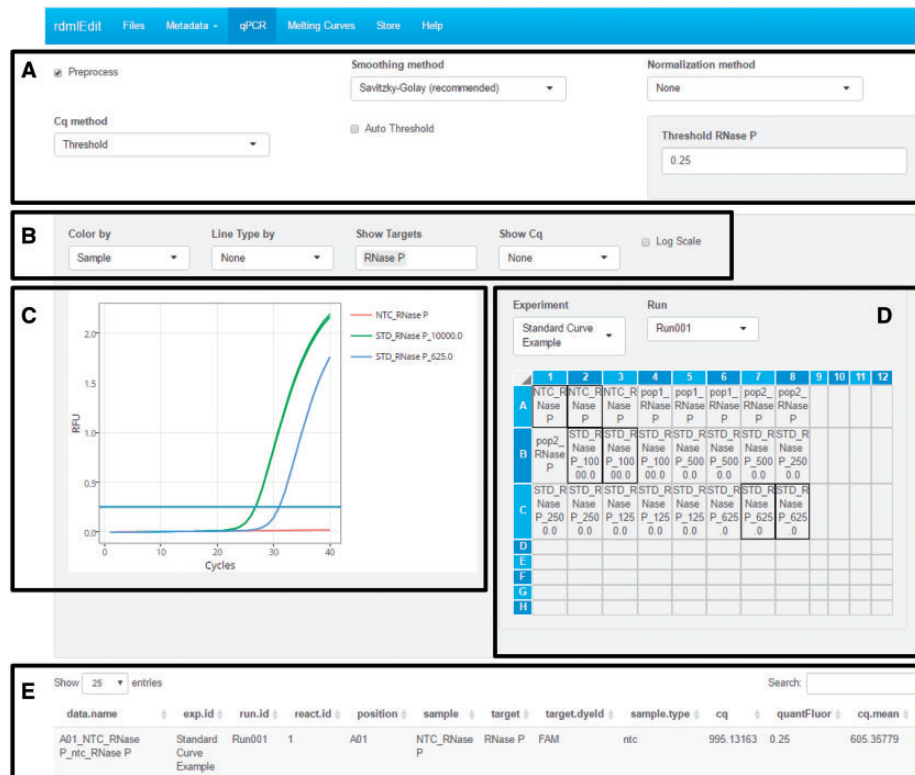 rdmlEdit Files Metadata qPCR Melting Curves Store Help
A
Preprocess
Smoothing method
Savitzky-Golay (recommended)
Normalization method
None
Cq method
Threshold
Auto Threshold
Threshold RNase P
0.25
B
Color by
Sample
Line Type by
None
Show Targets
RNase P
Show Cq
None
Log Scale
C
RFU
2.0
1.5
1.0
0.5
0.0
0 10 20 30 40
Cycles
NTC_RNase P
STD_RNase P_10000.0
STD_RNase P_625.0
D
Experiment
Standard Curve
Example
Run
Run001
1 2 3 4 5 6 7 8 9 10 11 12
A
NTC_R NTC_R NTC_R pop1_ pop1_ pop1_ pop2_ pop2_
Nase Nase Nase RNase RNase RNase RNase RNase
P P P P P P P P
B
pop2_ STD_R STD_R STD_R STD_R STD_R STD_R STD_R
RNase Nase Nase Nase Nase Nase Nase Nase
P P_100 P_100 P_100 P_500 P_500 P_500 P_250
00.0 00.0 00.0 0.0 0.0 0.0 0.0
C
STD_R STD_R STD_R STD_R STD_R STD_R STD_R STD_R
Nase Nase Nase Nase Nase Nase Nase Nase
P_250 P_250 P_125 P_125 P_125 P_625 P_625 P_625
0.0 0.0 0.0 0.0 0.0 .0 .0 .0
D
E
F
G
H
E
Show 25 entries
Search:
data.name exp.id run.id react.id position sample target target.dyeId sample.type cq quantFluor cq.mean
A01_NTC_RNase Standard Run001 1 A01 NTC_RNase RNase P FAM ntc 995.13163 0.25 605.35779
P_ntc_RNase P Curve P
Example